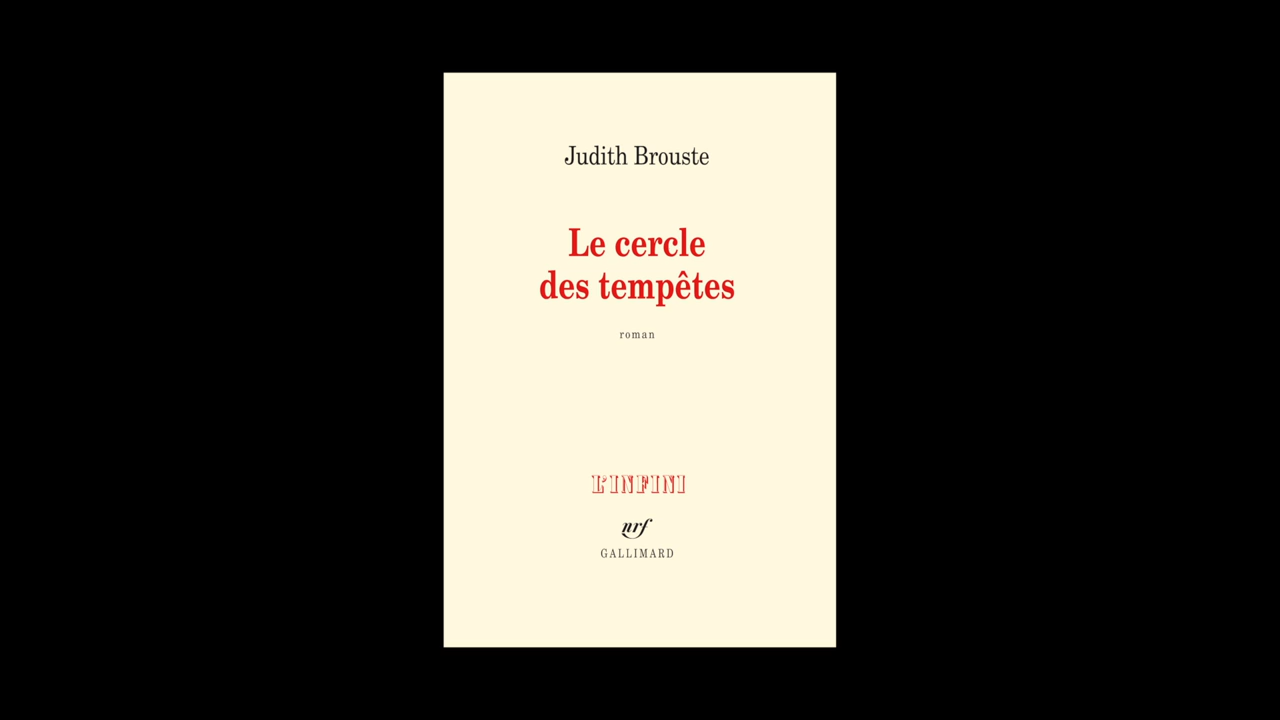 Judith Brouste
Le cercle
des tempêtes
roman
L'INFINI
nrf
GALLIMARD